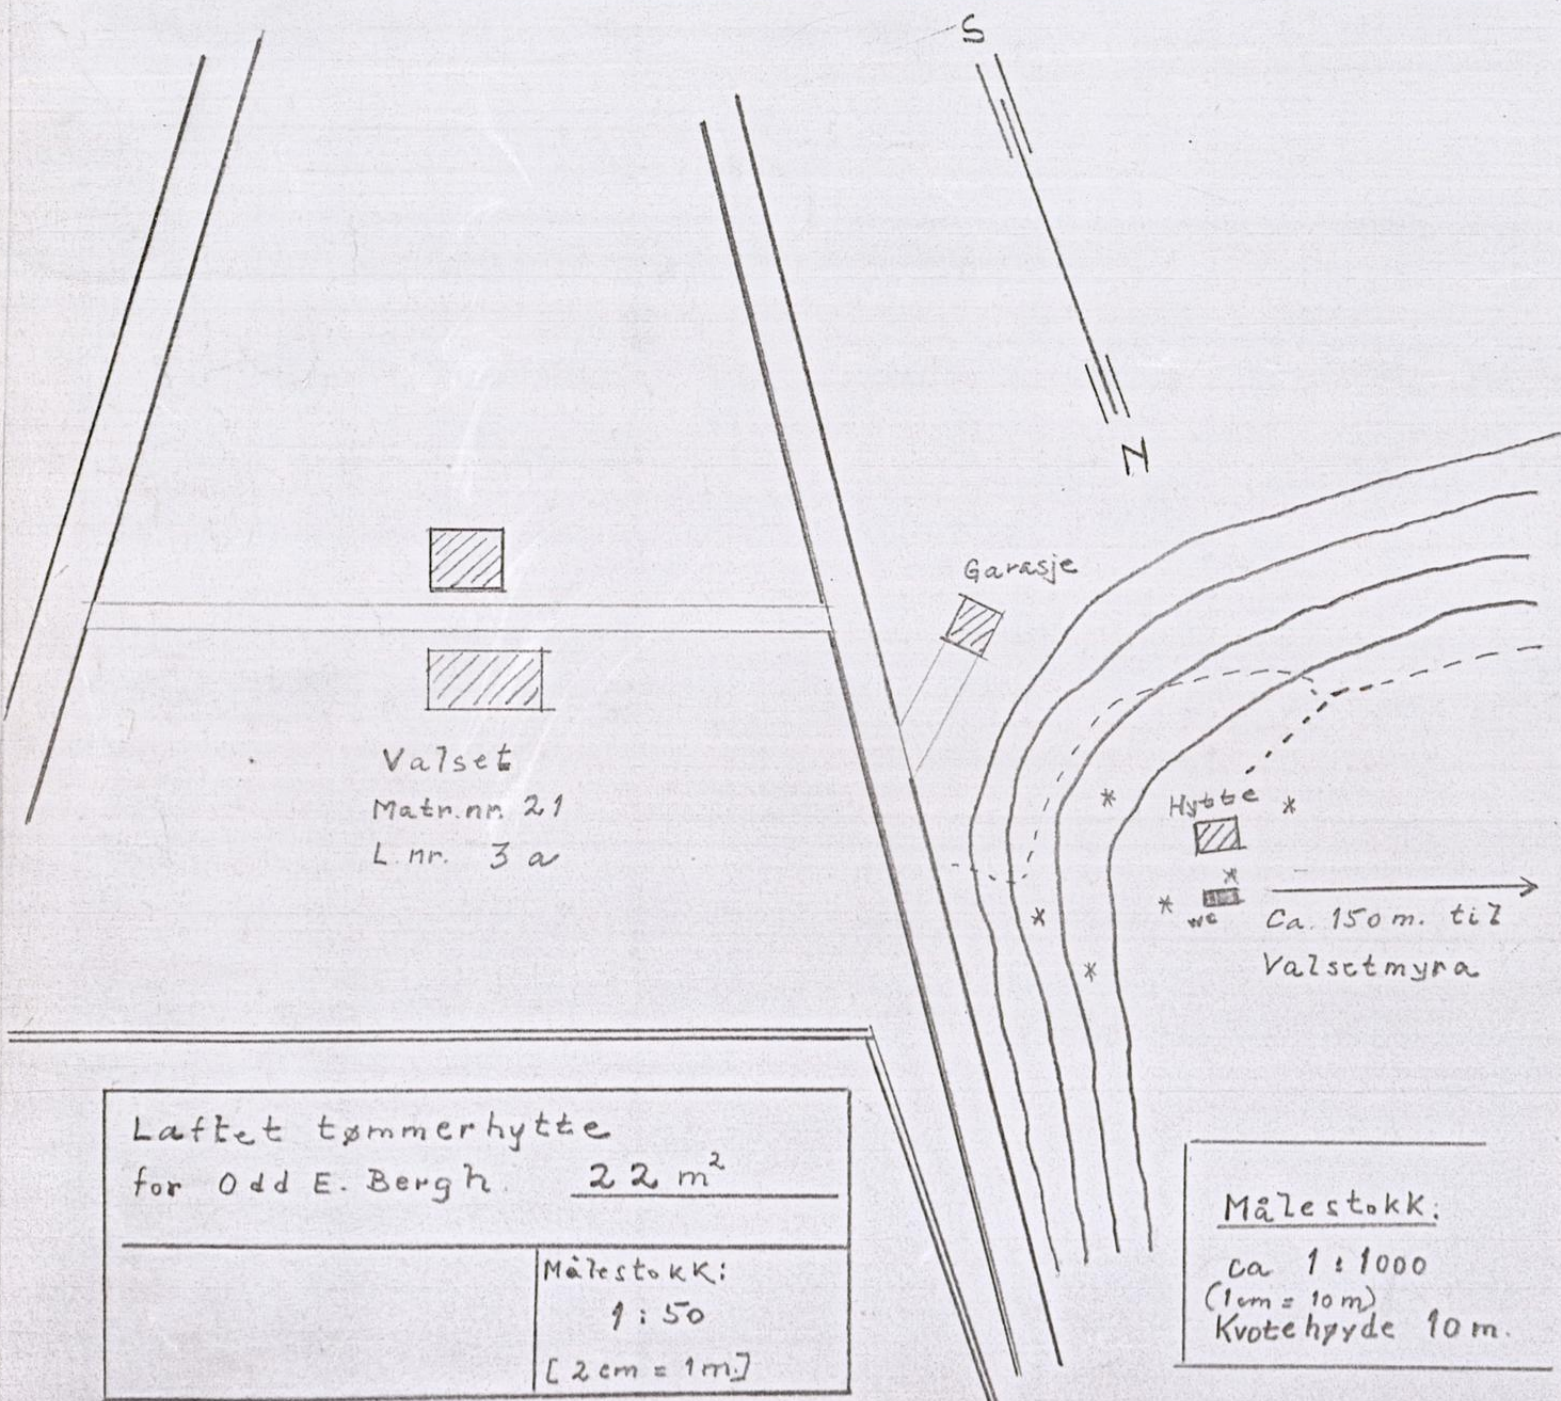 S
N
Garasje
Valset
Matr.nr. 21
L.nr. 3 a
Hytte
wc
Ca. 150 m. til
Valsetmyra
Laftet tømmerhytte
for Odd E. Bergh. 22 m²
Målestokk:
1 : 50
[2 cm = 1 m.]
Målestokk:
ca 1 : 1000
(1 cm = 10 m)
Kvotehøyde 10 m.